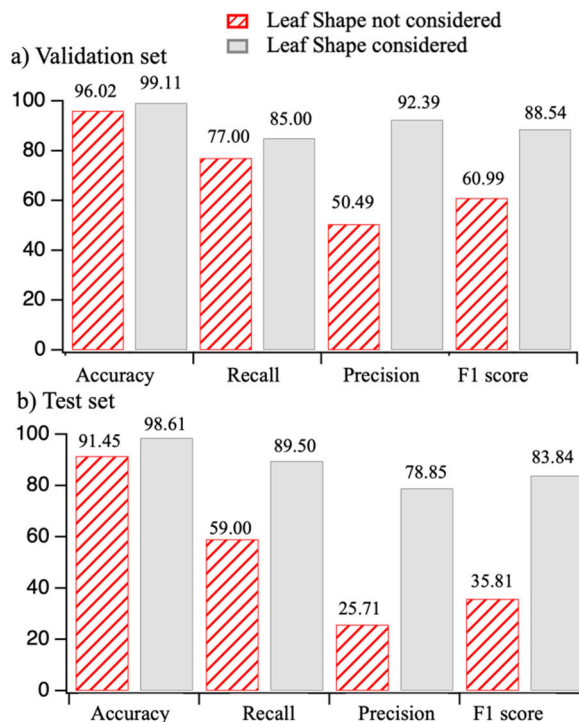 Leaf Shape not considered
Leaf Shape considered
a) Validation set
96.02 99.11 77.00 85.00 50.49 92.39 60.99 88.54
100
80
60
40
20
0
Accuracy Recall Precision F1 score
b) Test set
91.45 98.61 59.00 89.50 25.71 78.85 35.81 83.84
100
80
60
40
20
0
Accuracy Recall Precision F1 score